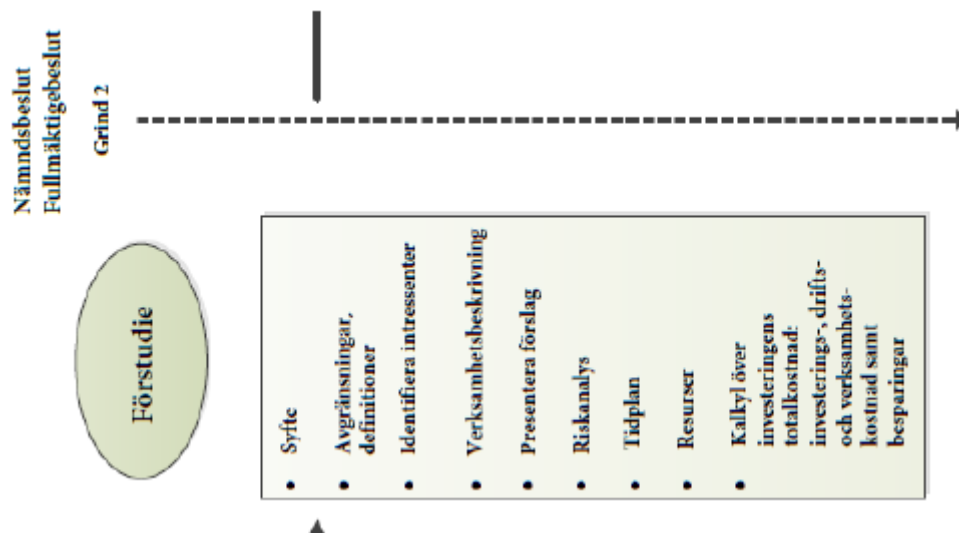 Nämndsbeslut
Fullmäktigebeslut
Grind 2
Förstudie
• Syfte
• Avgränsningar,
definitioner
• Identifiera intressenter
• Verksamhetsbeskrivning
• Presentera förslag
• Riskanalys
• Tidplan
• Resurser
• Kalkyl över
investeringens
totalkostnad:
investerings-, drifts-
och verksamhets-
kostnad samt
besparingar